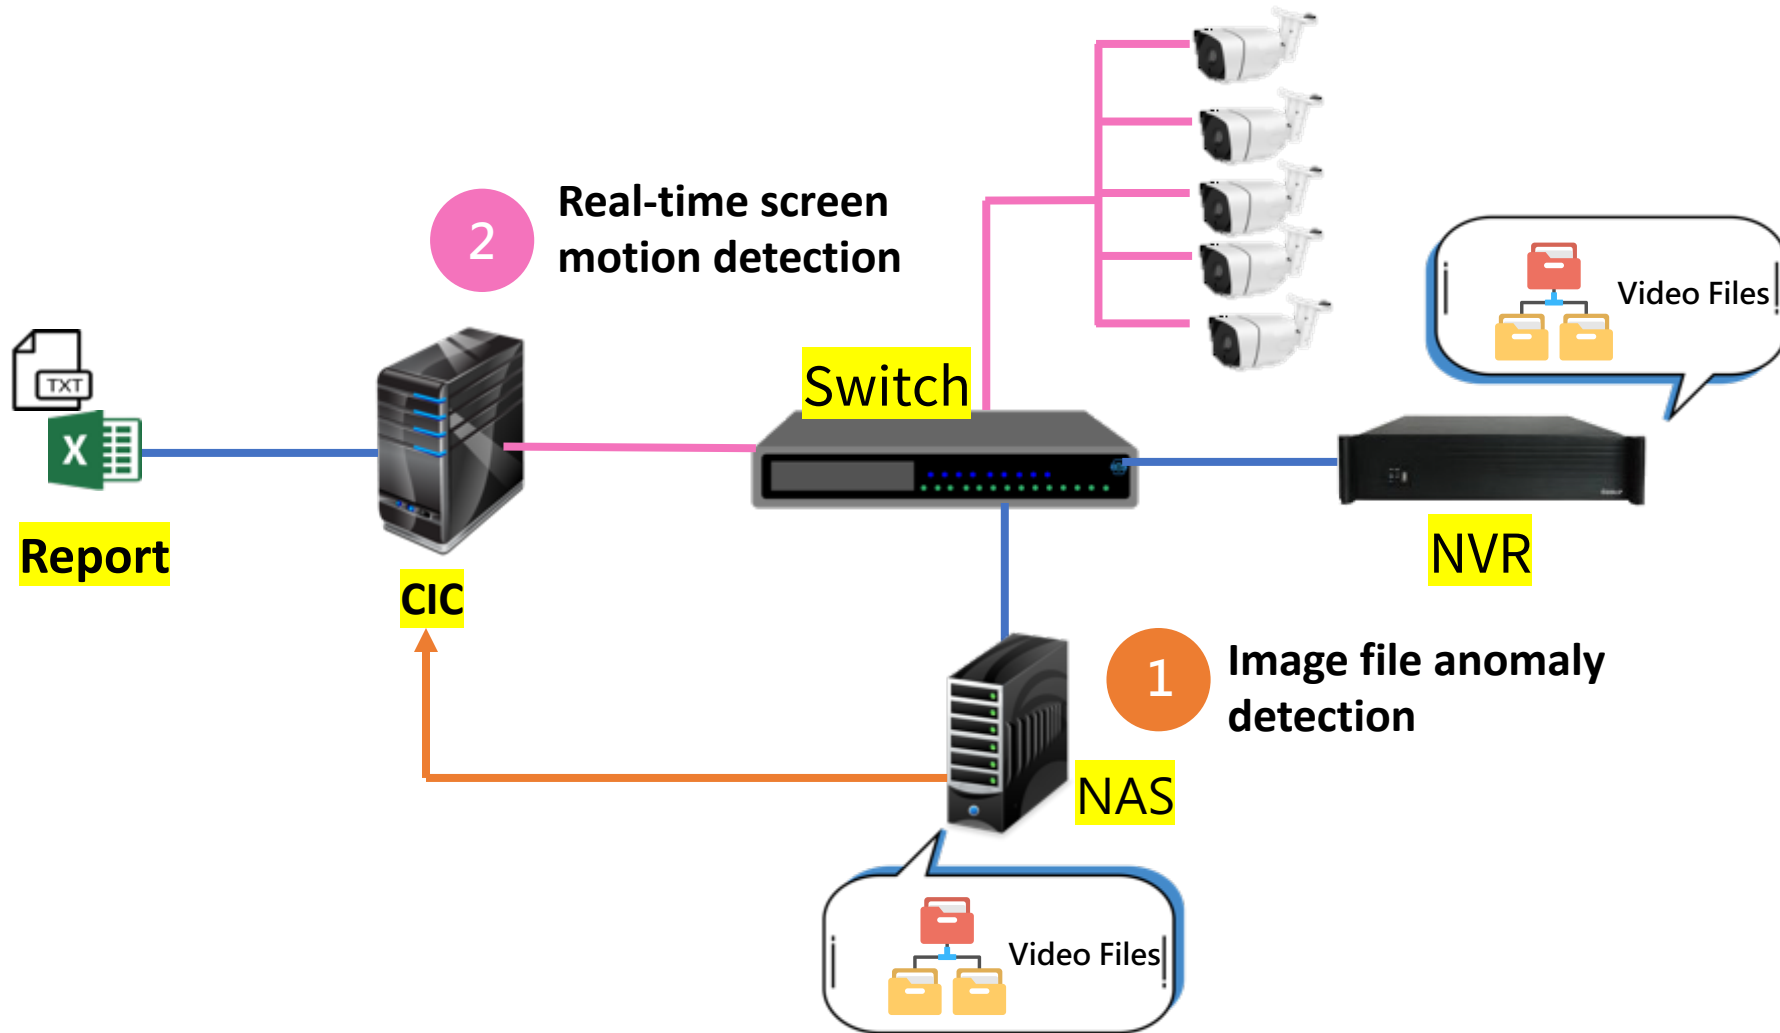 2
Real-time screen
motion detection
Video Files
TXT
X
Switch
Report
CIC
NVR
1
Image file anomaly
detection
NAS
Video Files